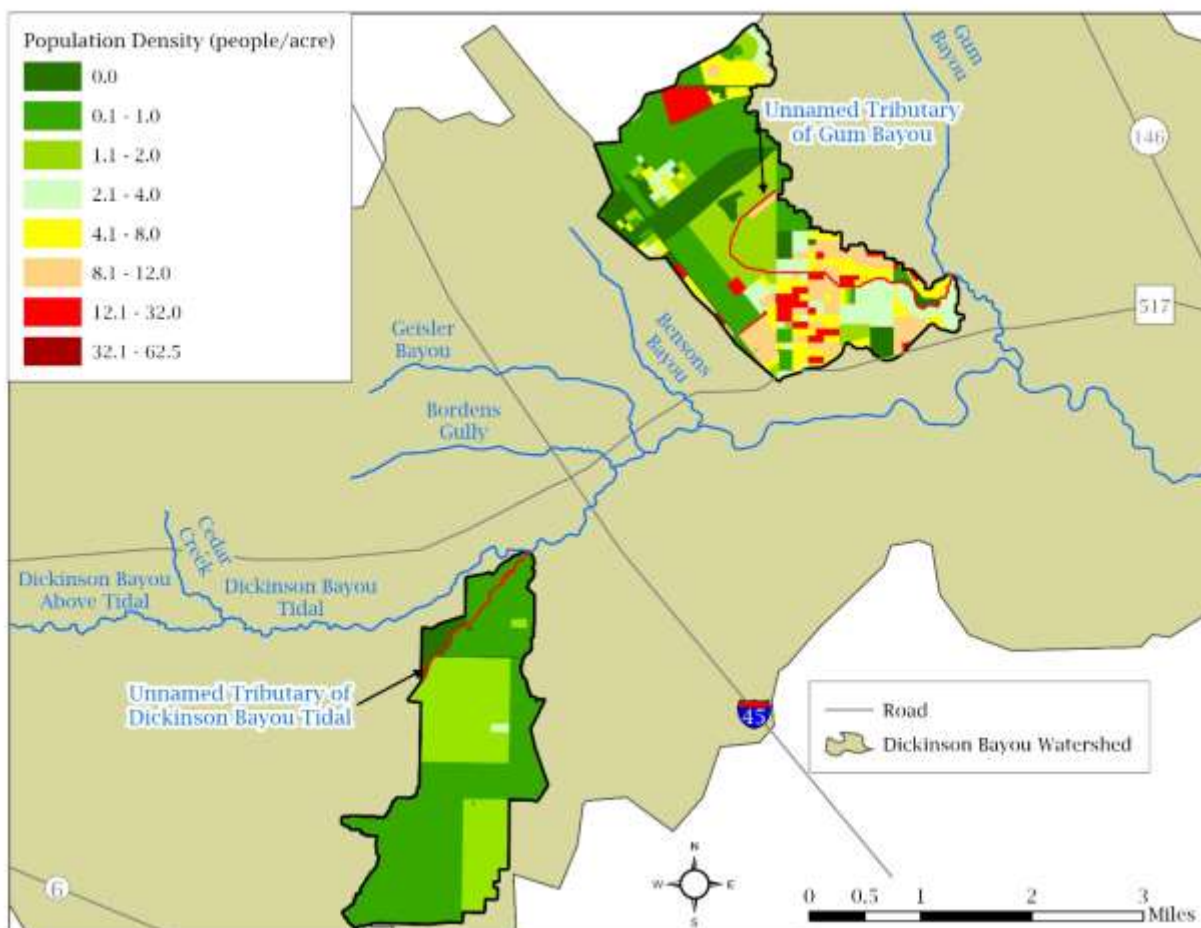 Population Density (people/acre)
0.0
0.1 - 1.0
1.1 - 2.0
2.1 - 4.0
4.1 - 8.0
8.1 - 12.0
12.1 - 32.0
32.1 - 62.5
Gum
Bayou
Unnamed Tributary
of Gum Bayou
146
517
Geisler
Bayou
Bensons
Bayou
Bordens
Gully
Cedar
Creek
Dickinson Bayou
Above Tidal
Dickinson Bayou
Tidal
Unnamed Tributary of
Dickinson Bayou Tidal
45
Road
Dickinson Bayou Watershed
6
N
W
E
S
0
0.5
1
2
3
Miles